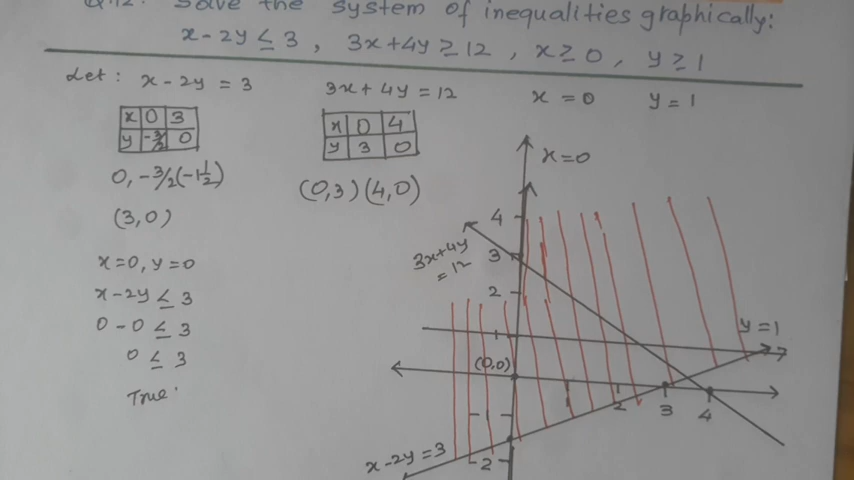 Q.12. Solve the system of inequalities graphically:
x-2y ≤ 3 , 3x+4y ≥ 12 , x ≥ 0 , y ≥ 1
Let : x-2y = 3
3x+4y = 12
x = 0
y = 1
x 0 3
y -3/2 0
x 0 4
y 3 0
0, -3/2 (-1 1/2)
(3,0)
(0,3) (4,0)
x=0, y=0
x-2y ≤ 3
0-0 ≤ 3
0 ≤ 3
True.
x=0
4
3x+4y
= 12
3
2
y=1
(0,0)
1
2
3
4
x-2y=3
-2